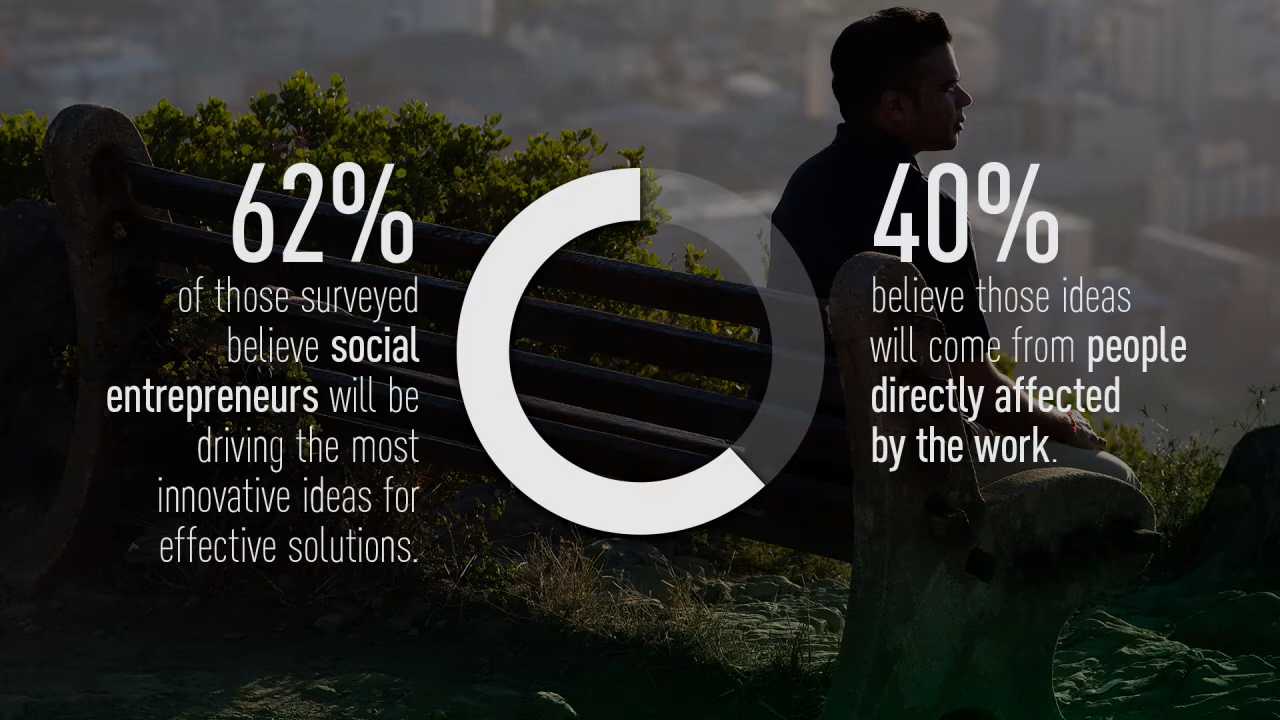 62%
of those surveyed
believe social
entrepreneurs will be
driving the most
innovative ideas for
effective solutions.
40%
believe those ideas
will come from people
directly affected
by the work.